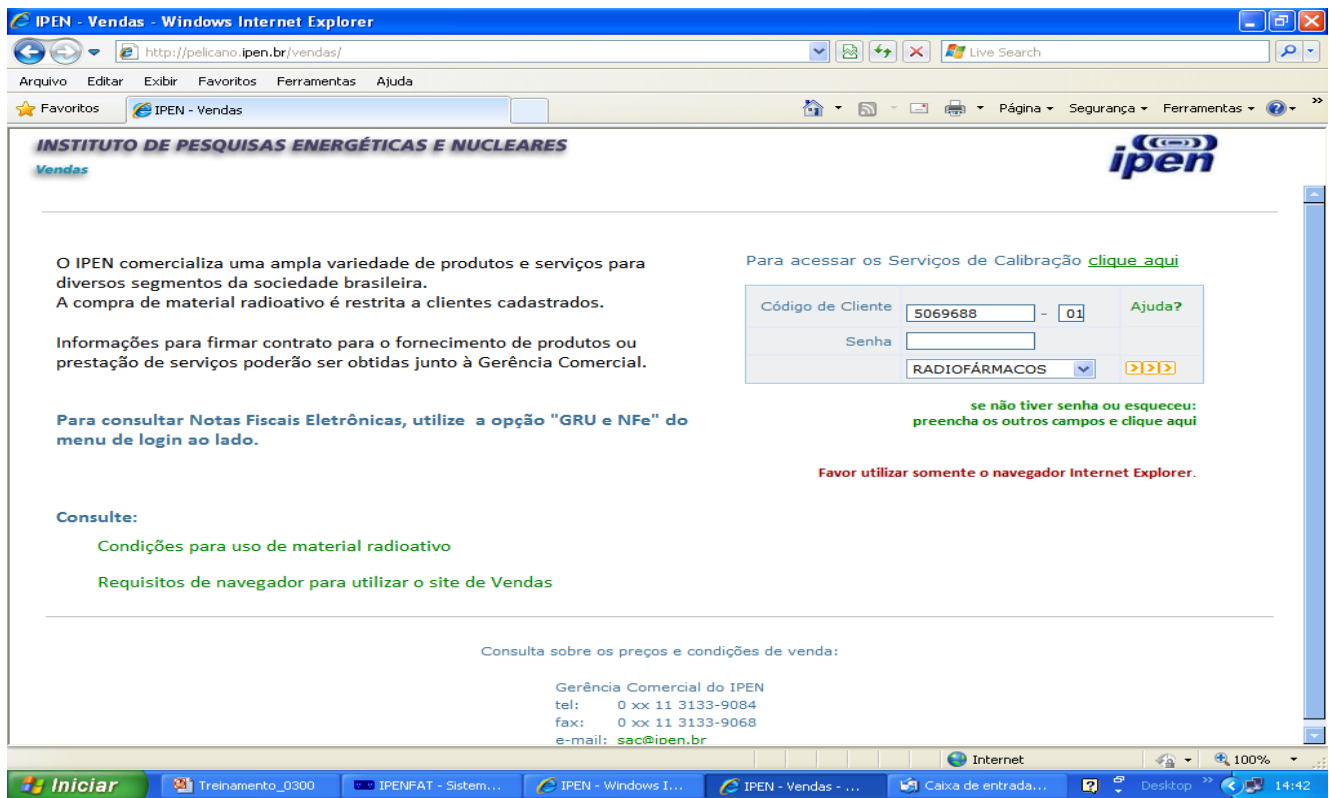 IPEN - Vendas - Windows Internet Explorer
http://pelicano.ipen.br/vendas/
Live Search
Arquivo Editar Exibir Favoritos Ferramentas Ajuda
Favoritos IPEN - Vendas Página Segurança Ferramentas
INSTITUTO DE PESQUISAS ENERGÉTICAS E NUCLEARES
Vendas
ipen
O IPEN comercializa uma ampla variedade de produtos e serviços para
diversos segmentos da sociedade brasileira.
A compra de material radioativo é restrita a clientes cadastrados.
Informações para firmar contrato para o fornecimento de produtos ou
prestação de serviços poderão ser obtidas junto à Gerência Comercial.
Para consultar Notas Fiscais Eletrônicas, utilize a opção "GRU e NFe" do
menu de login ao lado.
Para acessar os Serviços de Calibração clique aqui
Código de Cliente 5069688 - 01 Ajuda?
Senha
RADIOFÁRMACOS
se não tiver senha ou esqueceu:
preencha os outros campos e clique aqui
Favor utilizar somente o navegador Internet Explorer.
Consulte:
Condições para uso de material radioativo
Requisitos de navegador para utilizar o site de Vendas
Consulta sobre os preços e condições de venda:
Gerência Comercial do IPEN
tel: 0 xx 11 3133-9084
fax: 0 xx 11 3133-9068
e-mail: sac@ipen.br
Internet 100%
Iniciar Treinamento_0300 IPENFAT - Sistem... IPEN - Windows I... IPEN - Vendas - ... Caixa de entrada... Desktop 14:42